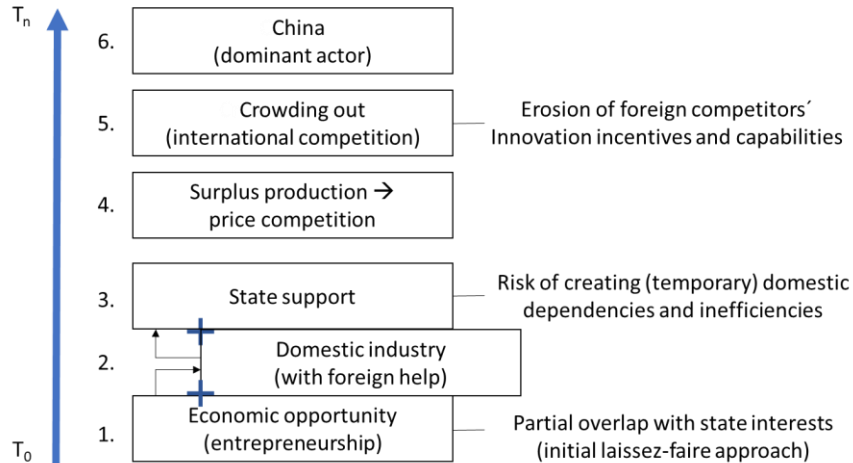 Tn
6.
China
(dominant actor)
5.
Crowding out
(international competition)
Erosion of foreign competitors´
Innovation incentives and capabilities
4.
Surplus production →
price competition
3.
State support
Risk of creating (temporary) domestic
dependencies and inefficiencies
2.
Domestic industry
(with foreign help)
1.
Economic opportunity
(entrepreneurship)
Partial overlap with state interests
(initial laissez-faire approach)
T0